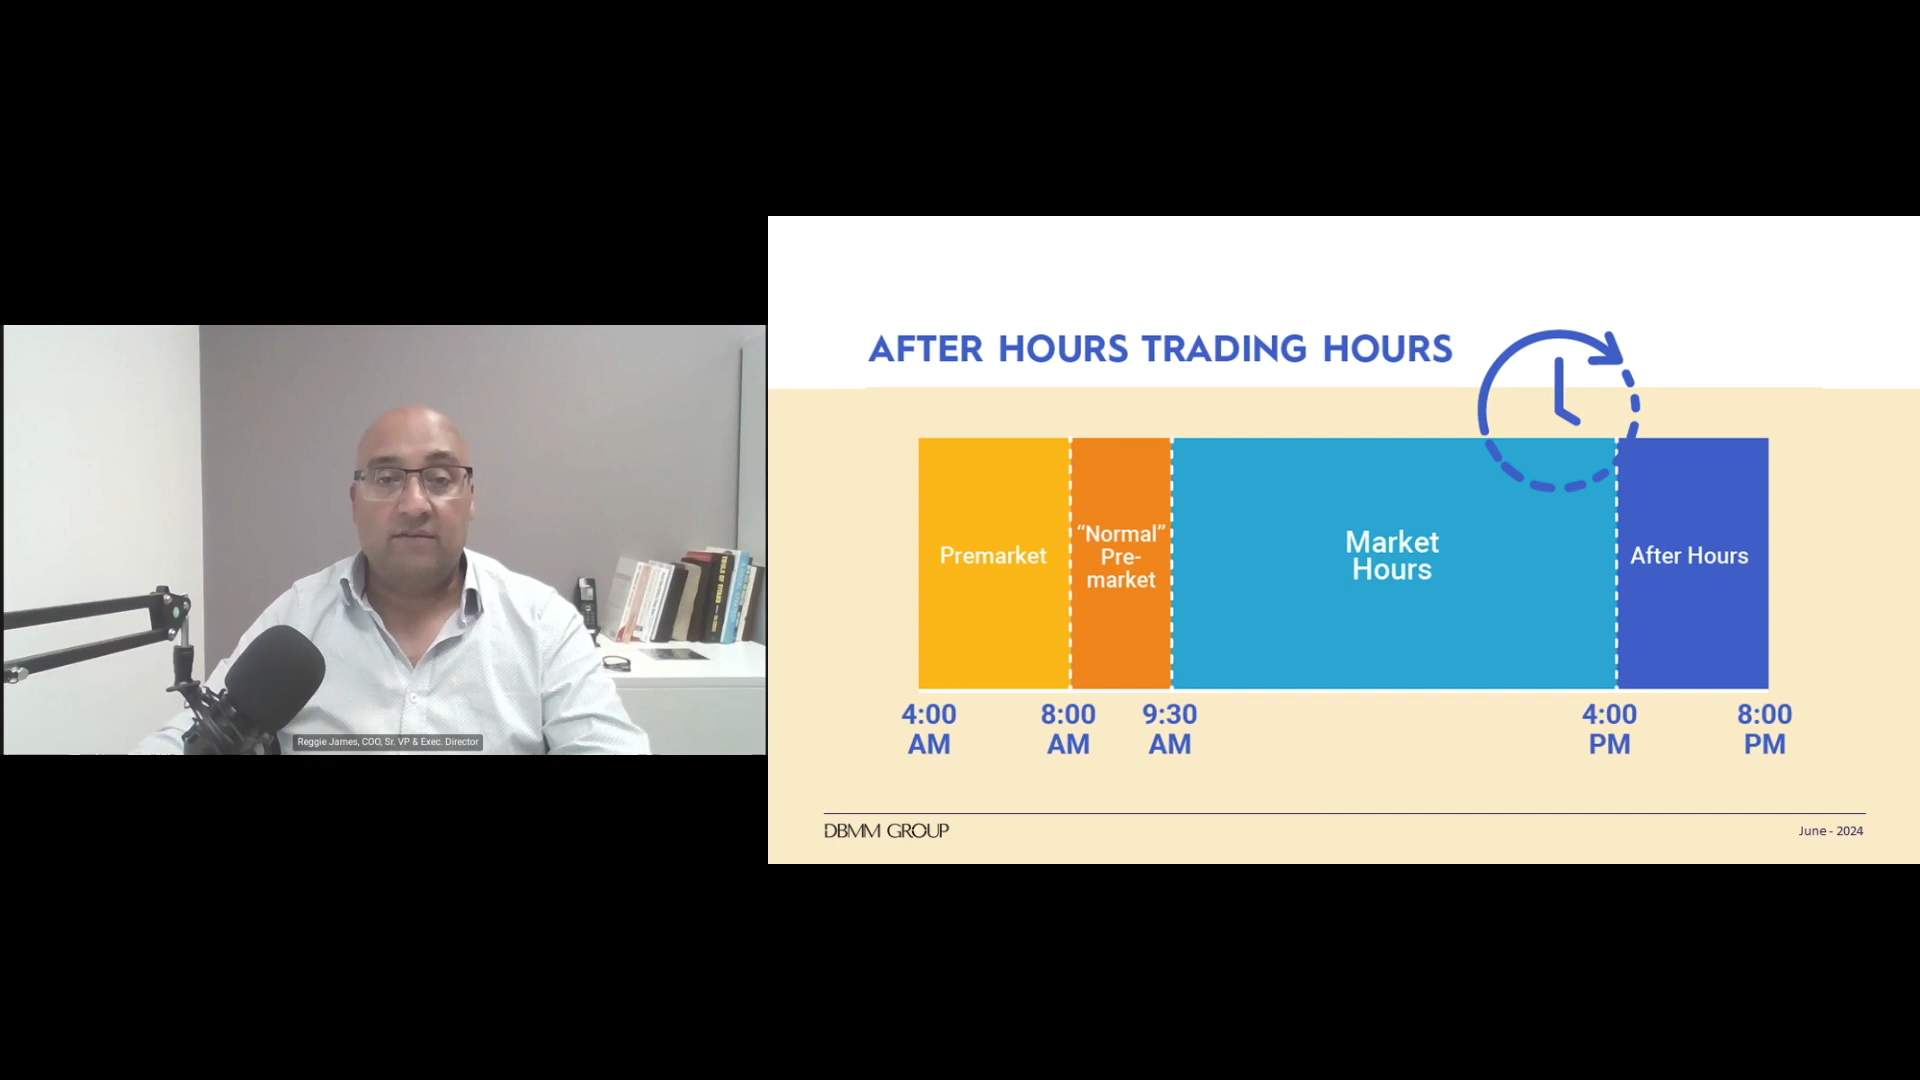 AFTER HOURS TRADING HOURS
Premarket
“Normal”
Pre-
market
Market
Hours
After Hours
4:00
AM
8:00
AM
9:30
AM
4:00
PM
8:00
PM
DBMM GROUP
June - 2024
Reggie James, COO, Sr. VP & Exec. Director